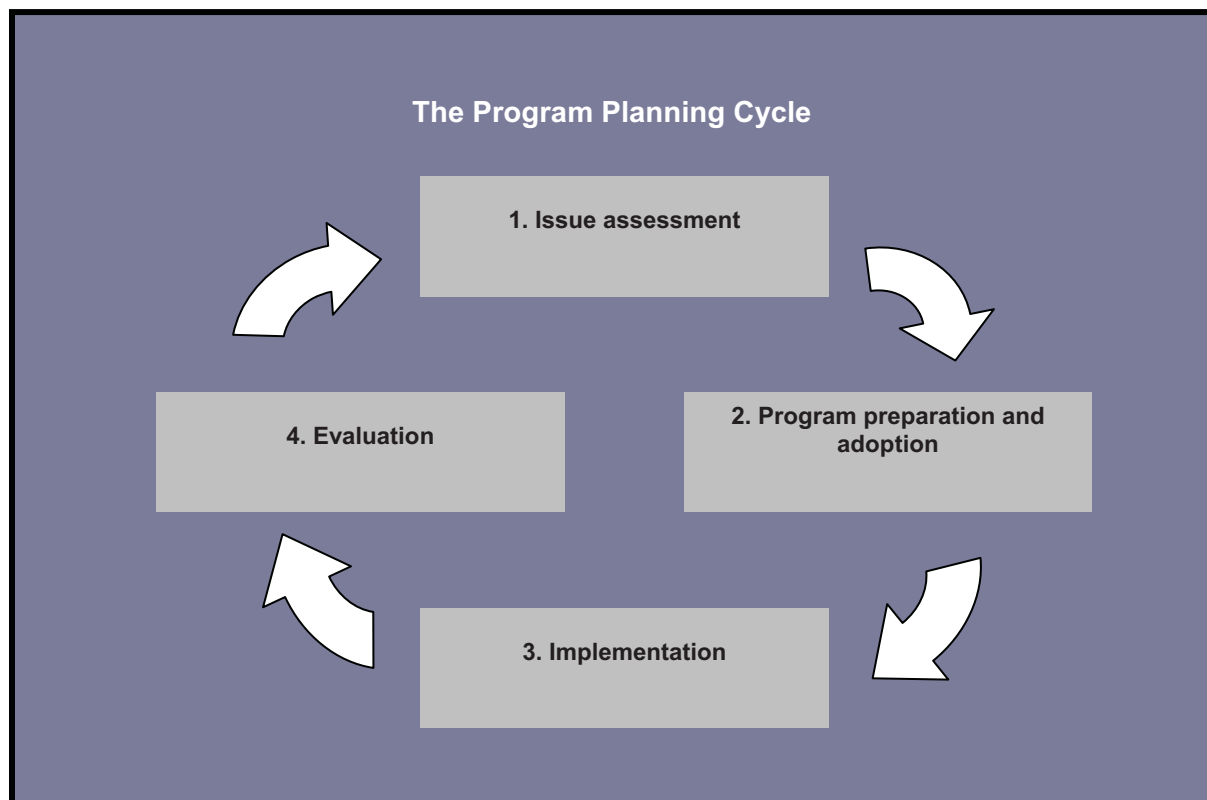 The Program Planning Cycle
1. Issue assessment
2. Program preparation and
adoption
3. Implementation
4. Evaluation